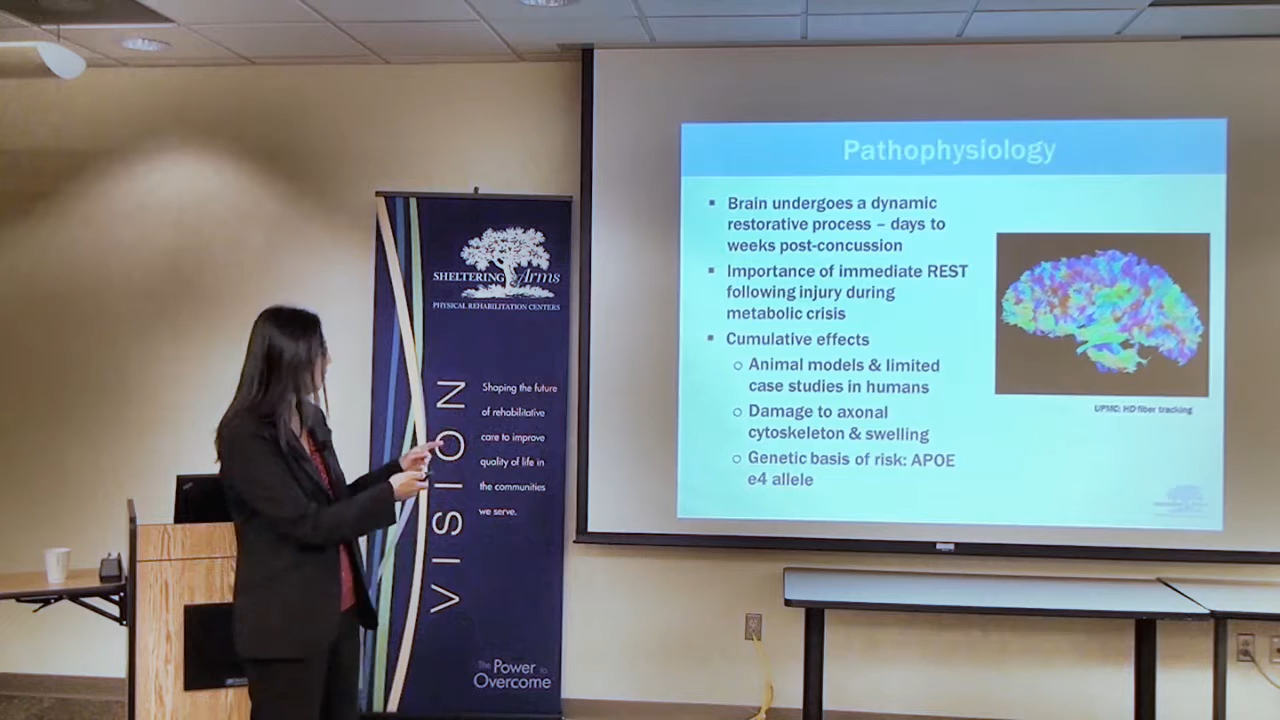 SHELTERING Arms
PHYSICAL REHABILITATION CENTERS
VISION
Shaping the future
of rehabilitative
care to improve
quality of life in
the communities
we serve.
The Power to
Overcome
Pathophysiology
▪ Brain undergoes a dynamic
restorative process – days to
weeks post-concussion
▪ Importance of immediate REST
following injury during
metabolic crisis
▪ Cumulative effects
o Animal models & limited
case studies in humans
o Damage to axonal
cytoskeleton & swelling
o Genetic basis of risk: APOE
e4 allele
UPMC: HD fiber tracking